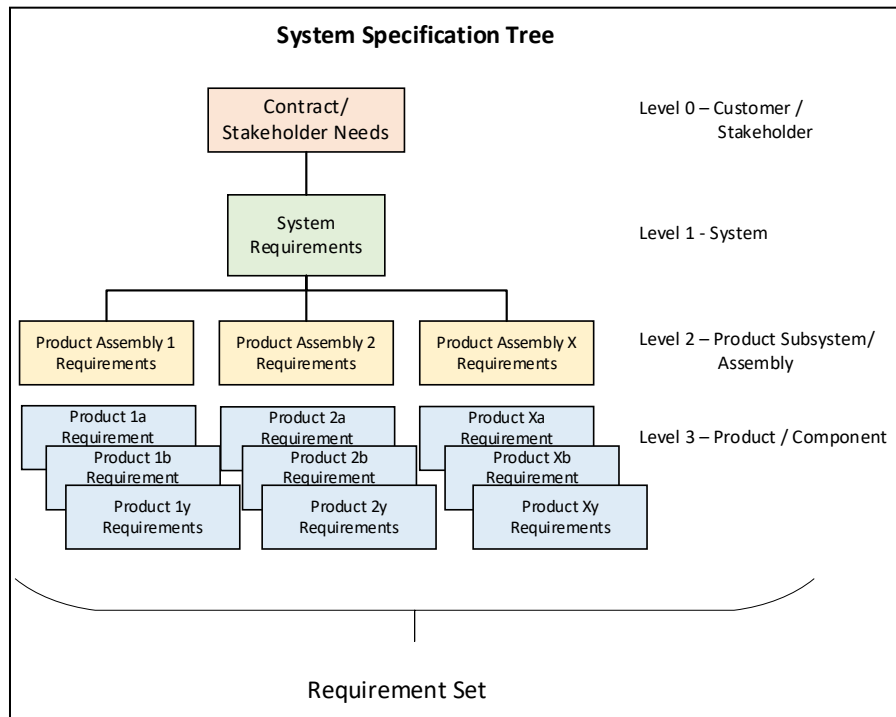 System Specification Tree
Contract/
Stakeholder Needs
Level 0 – Customer /
Stakeholder
System
Requirements
Level 1 - System
Product Assembly 1
Requirements
Product Assembly 2
Requirements
Product Assembly X
Requirements
Level 2 – Product Subsystem/
Assembly
Product 1a
Requirement
Product 1b
Requirement
Product 1y
Requirements
Product 2a
Requirement
Product 2b
Requirement
Product 2y
Requirements
Product Xa
Requirement
Product Xb
Requirement
Product Xy
Requirements
Level 3 – Product / Component
Requirement Set